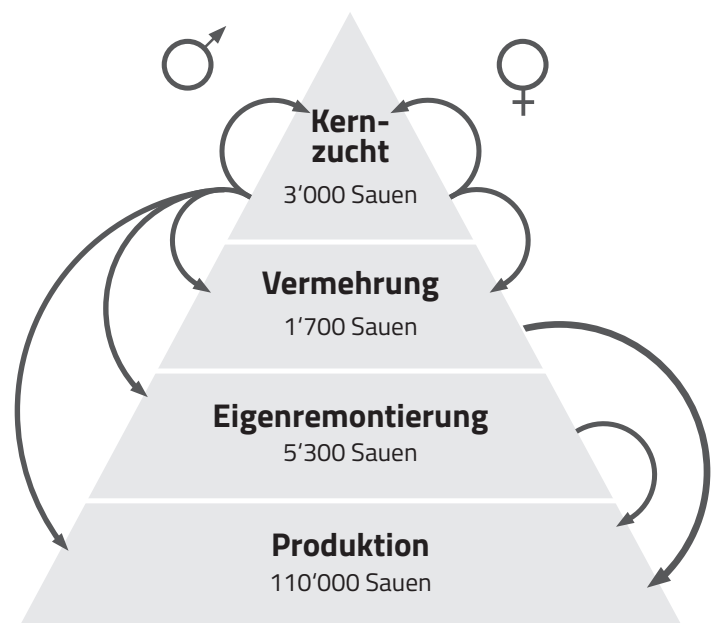 Kern-
zucht
3‘000 Sauen
Vermehrung
1‘700 Sauen
Eigenremontierung
5‘300 Sauen
Produktion
110‘000 Sauen